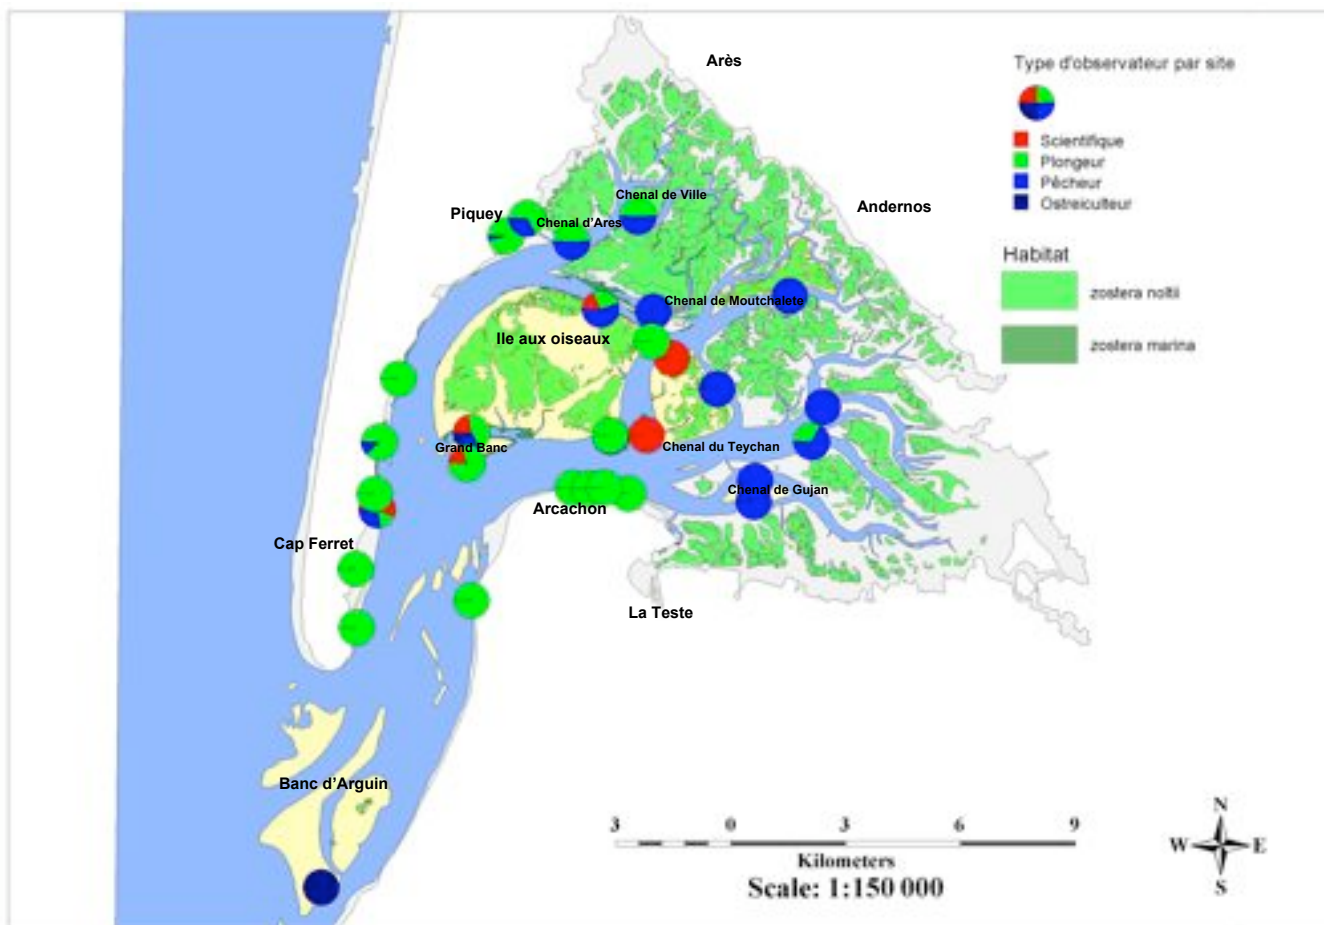 Arès
Type d'observateur par site
Scientifique
Plongeur
Pêcheur
Ostreiculteur
Chenal de Ville
Andernos
Piquey
Chenal d'Ares
Habitat
zostera noltii
Chenal de Moutchalete
Ile aux oiseaux
zostera marina
Grand Banc
Chenal du Teychan
Chenal de Gujan
Arcachon
Cap Ferret
La Teste
Banc d'Arguin
3 0 3 6 9
Kilometers
Scale: 1:150 000
N
W E
S